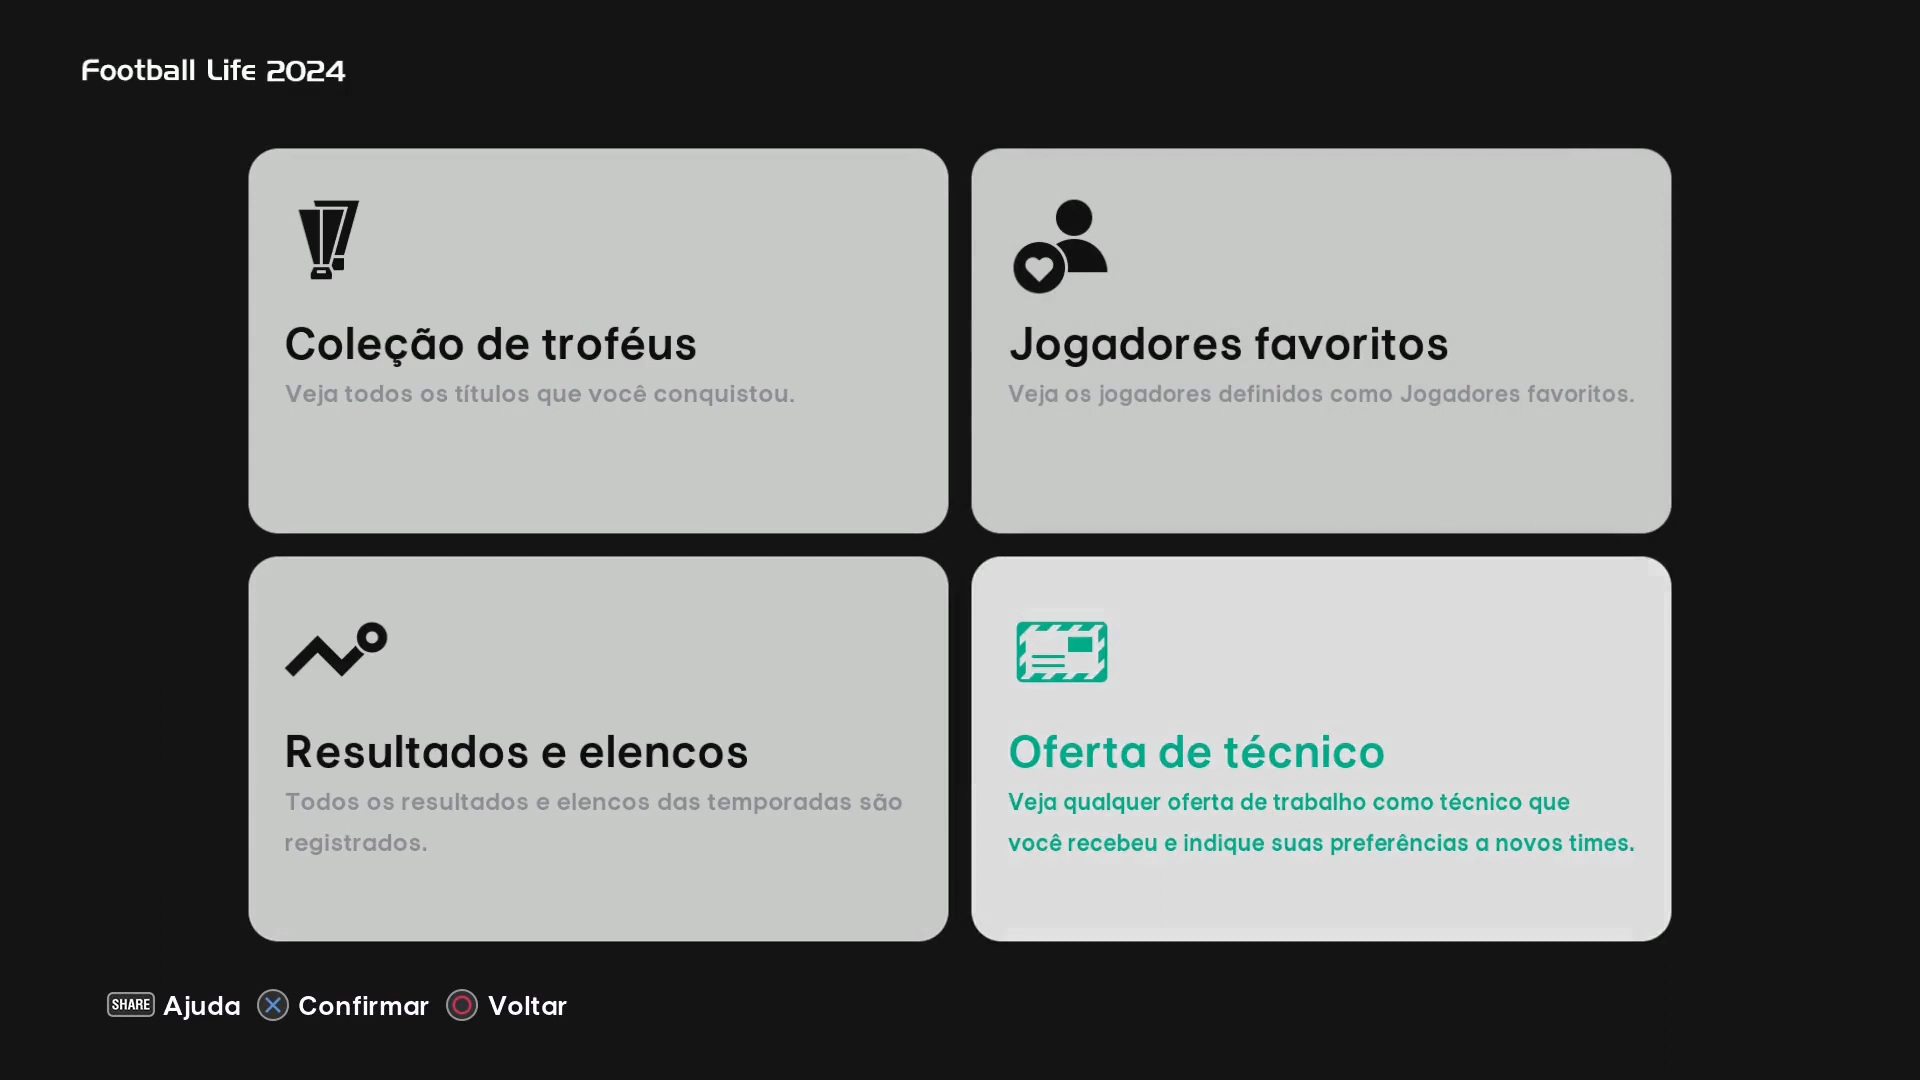 Football Life 2024
Coleção de troféus
Veja todos os títulos que você conquistou.
Jogadores favoritos
Veja os jogadores definidos como Jogadores favoritos.
Resultados e elencos
Todos os resultados e elencos das temporadas são
registrados.
Oferta de técnico
Veja qualquer oferta de trabalho como técnico que
você recebeu e indique suas preferências a novos times.
SHARE Ajuda Confirmar Voltar